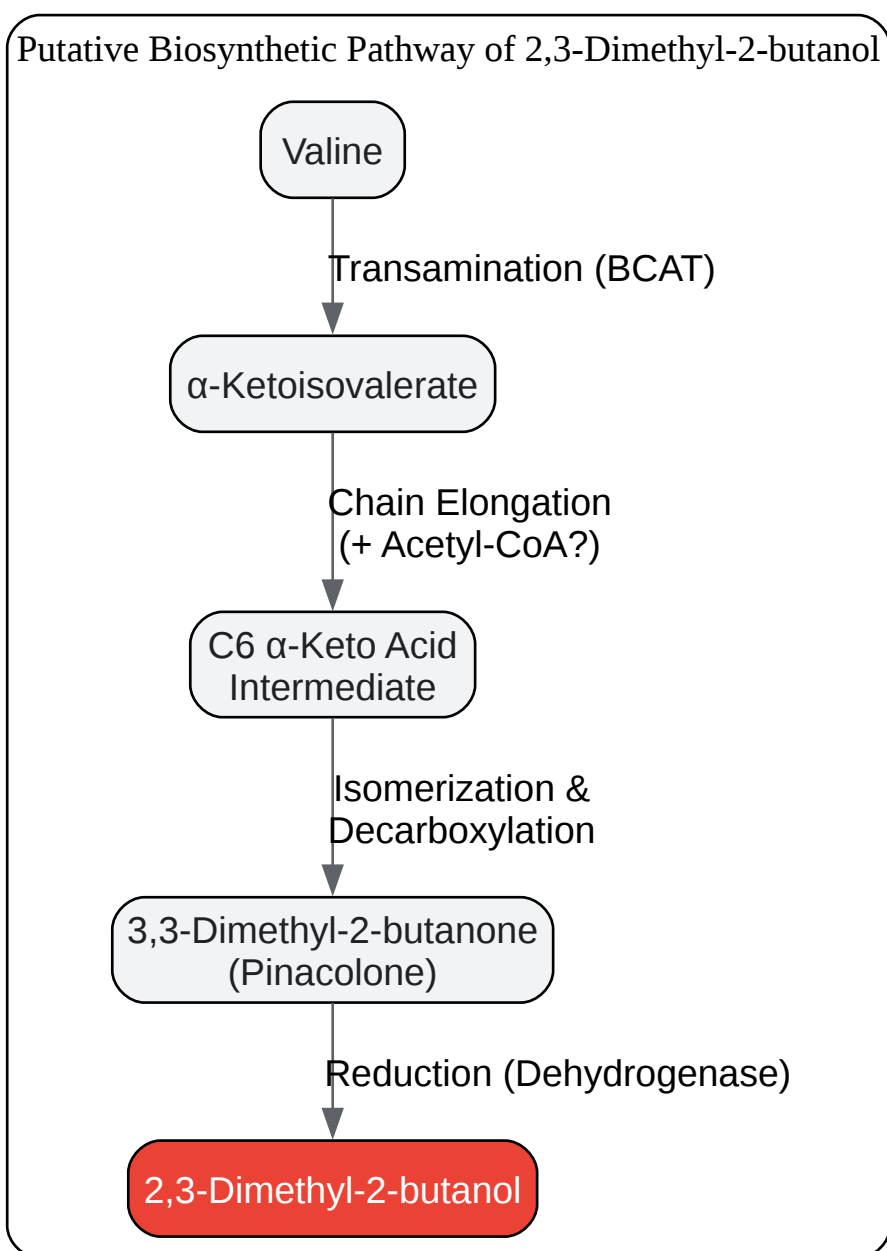 Putative Biosynthetic Pathway of 2,3-Dimethyl-2-butanol
Valine
Transamination (BCAT)
α-Ketoisovalerate
Chain Elongation
(+ Acetyl-CoA?)
C6 α-Keto Acid
Intermediate
Isomerization &
Decarboxylation
3,3-Dimethyl-2-butanone
(Pinacolone)
Reduction (Dehydrogenase)
2,3-Dimethyl-2-butanol